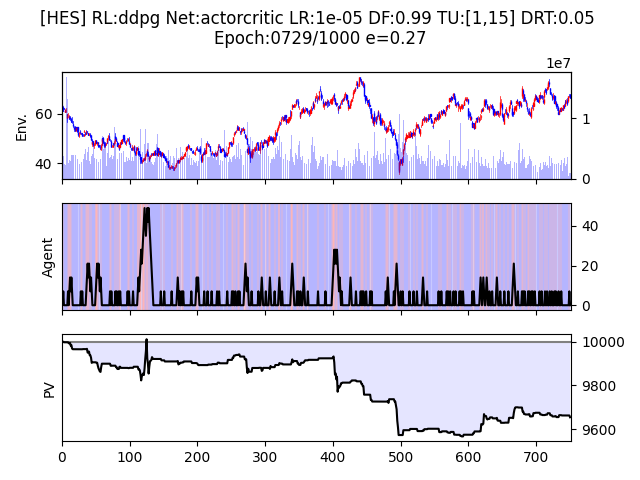 [HES] RL:ddpg Net:actorcritic LR:1e-05 DF:0.99 TU:[1,15] DRT:0.05
Epoch:0729/1000 e=0.27
1e7
Env.
60
40
1
0
Agent
40
20
0
PV
10000
9800
9600
0 100 200 300 400 500 600 700